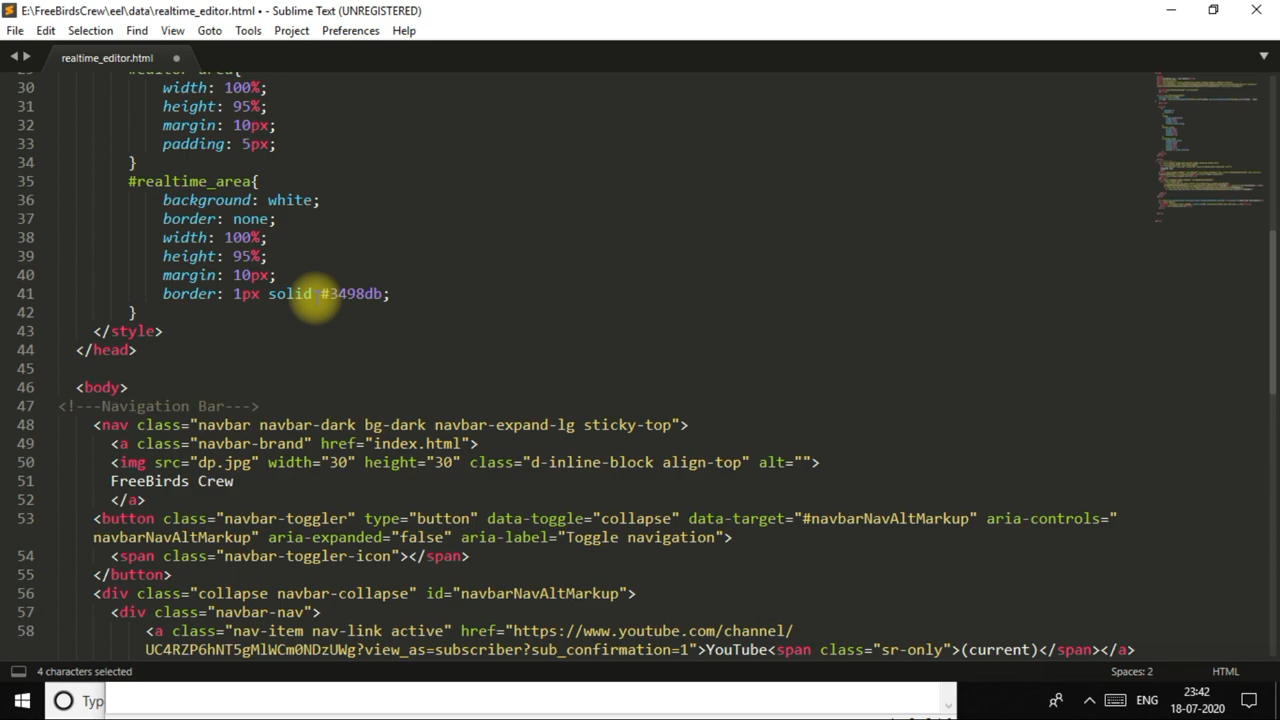 E:\FreeBirdsCrew\eel\data\realtime_editor.html • - Sublime Text (UNREGISTERED)
File Edit Selection Find View Goto Tools Project Preferences Help
realtime_editor.html
30 width: 100%;
31 height: 95%;
32 margin: 10px;
33 padding: 5px;
34 }
35 #realtime_area{
36 background: white;
37 border: none;
38 width: 100%;
39 height: 95%;
40 margin: 10px;
41 border: 1px solid #3498db;
42 }
43 </style>
44 </head>
45
46 <body>
47 <!---Navigation Bar--->
48 <nav class="navbar navbar-dark bg-dark navbar-expand-lg sticky-top">
49 <a class="navbar-brand" href="index.html">
50 <img src="dp.jpg" width="30" height="30" class="d-inline-block align-top" alt="">
51 FreeBirds Crew
52 </a>
53 <button class="navbar-toggler" type="button" data-toggle="collapse" data-target="#navbarNavAltMarkup" aria-controls="
navbarNavAltMarkup" aria-expanded="false" aria-label="Toggle navigation">
54 <span class="navbar-toggler-icon"></span>
55 </button>
56 <div class="collapse navbar-collapse" id="navbarNavAltMarkup">
57 <div class="navbar-nav">
58 <a class="nav-item nav-link active" href="https://www.youtube.com/channel/
UC4RZP6hNT5gMlWCm0NDzUWg?view_as=subscriber?sub_confirmation=1">YouTube<span class="sr-only">(current)</span></a>
4 characters selected Spaces: 2 HTML
Typ ENG 23:42
18-07-2020